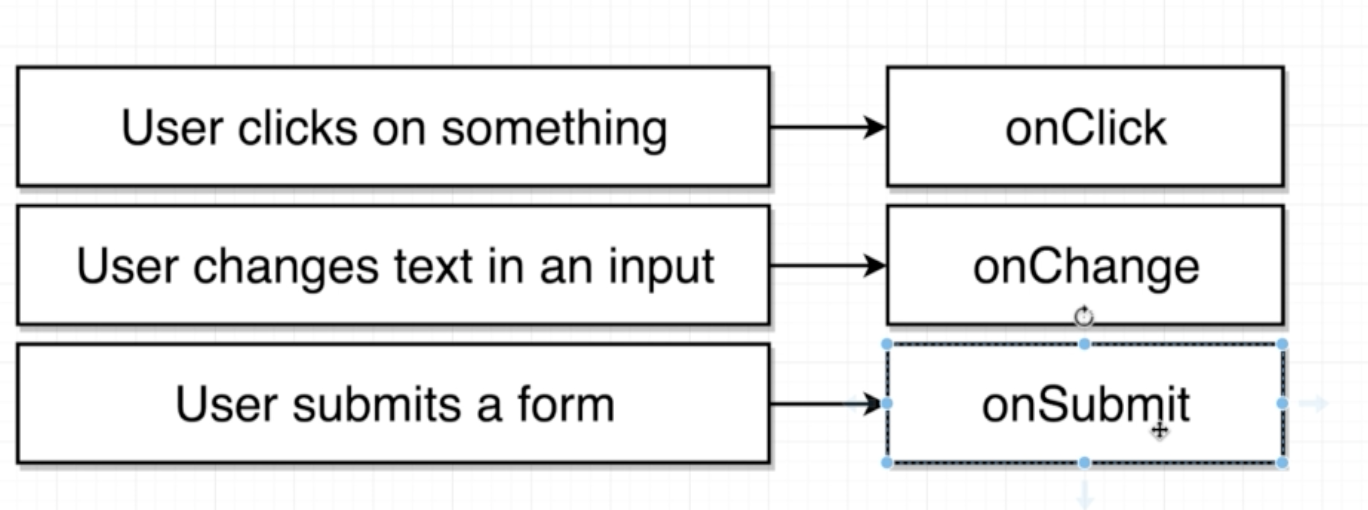 User clicks on something
onClick
User changes text in an input
onChange
User submits a form
onSubmit